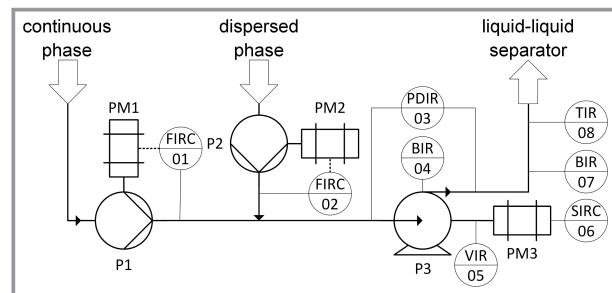 continuous
phase
dispersed
phase
liquid-liquid
separator
PM1
FIRC
01
P2
PM2
FIRC
02
PDIR
03
BIR
04
TIR
08
BIR
07
SIRC
06
P1
P3
VIR
05
PM3